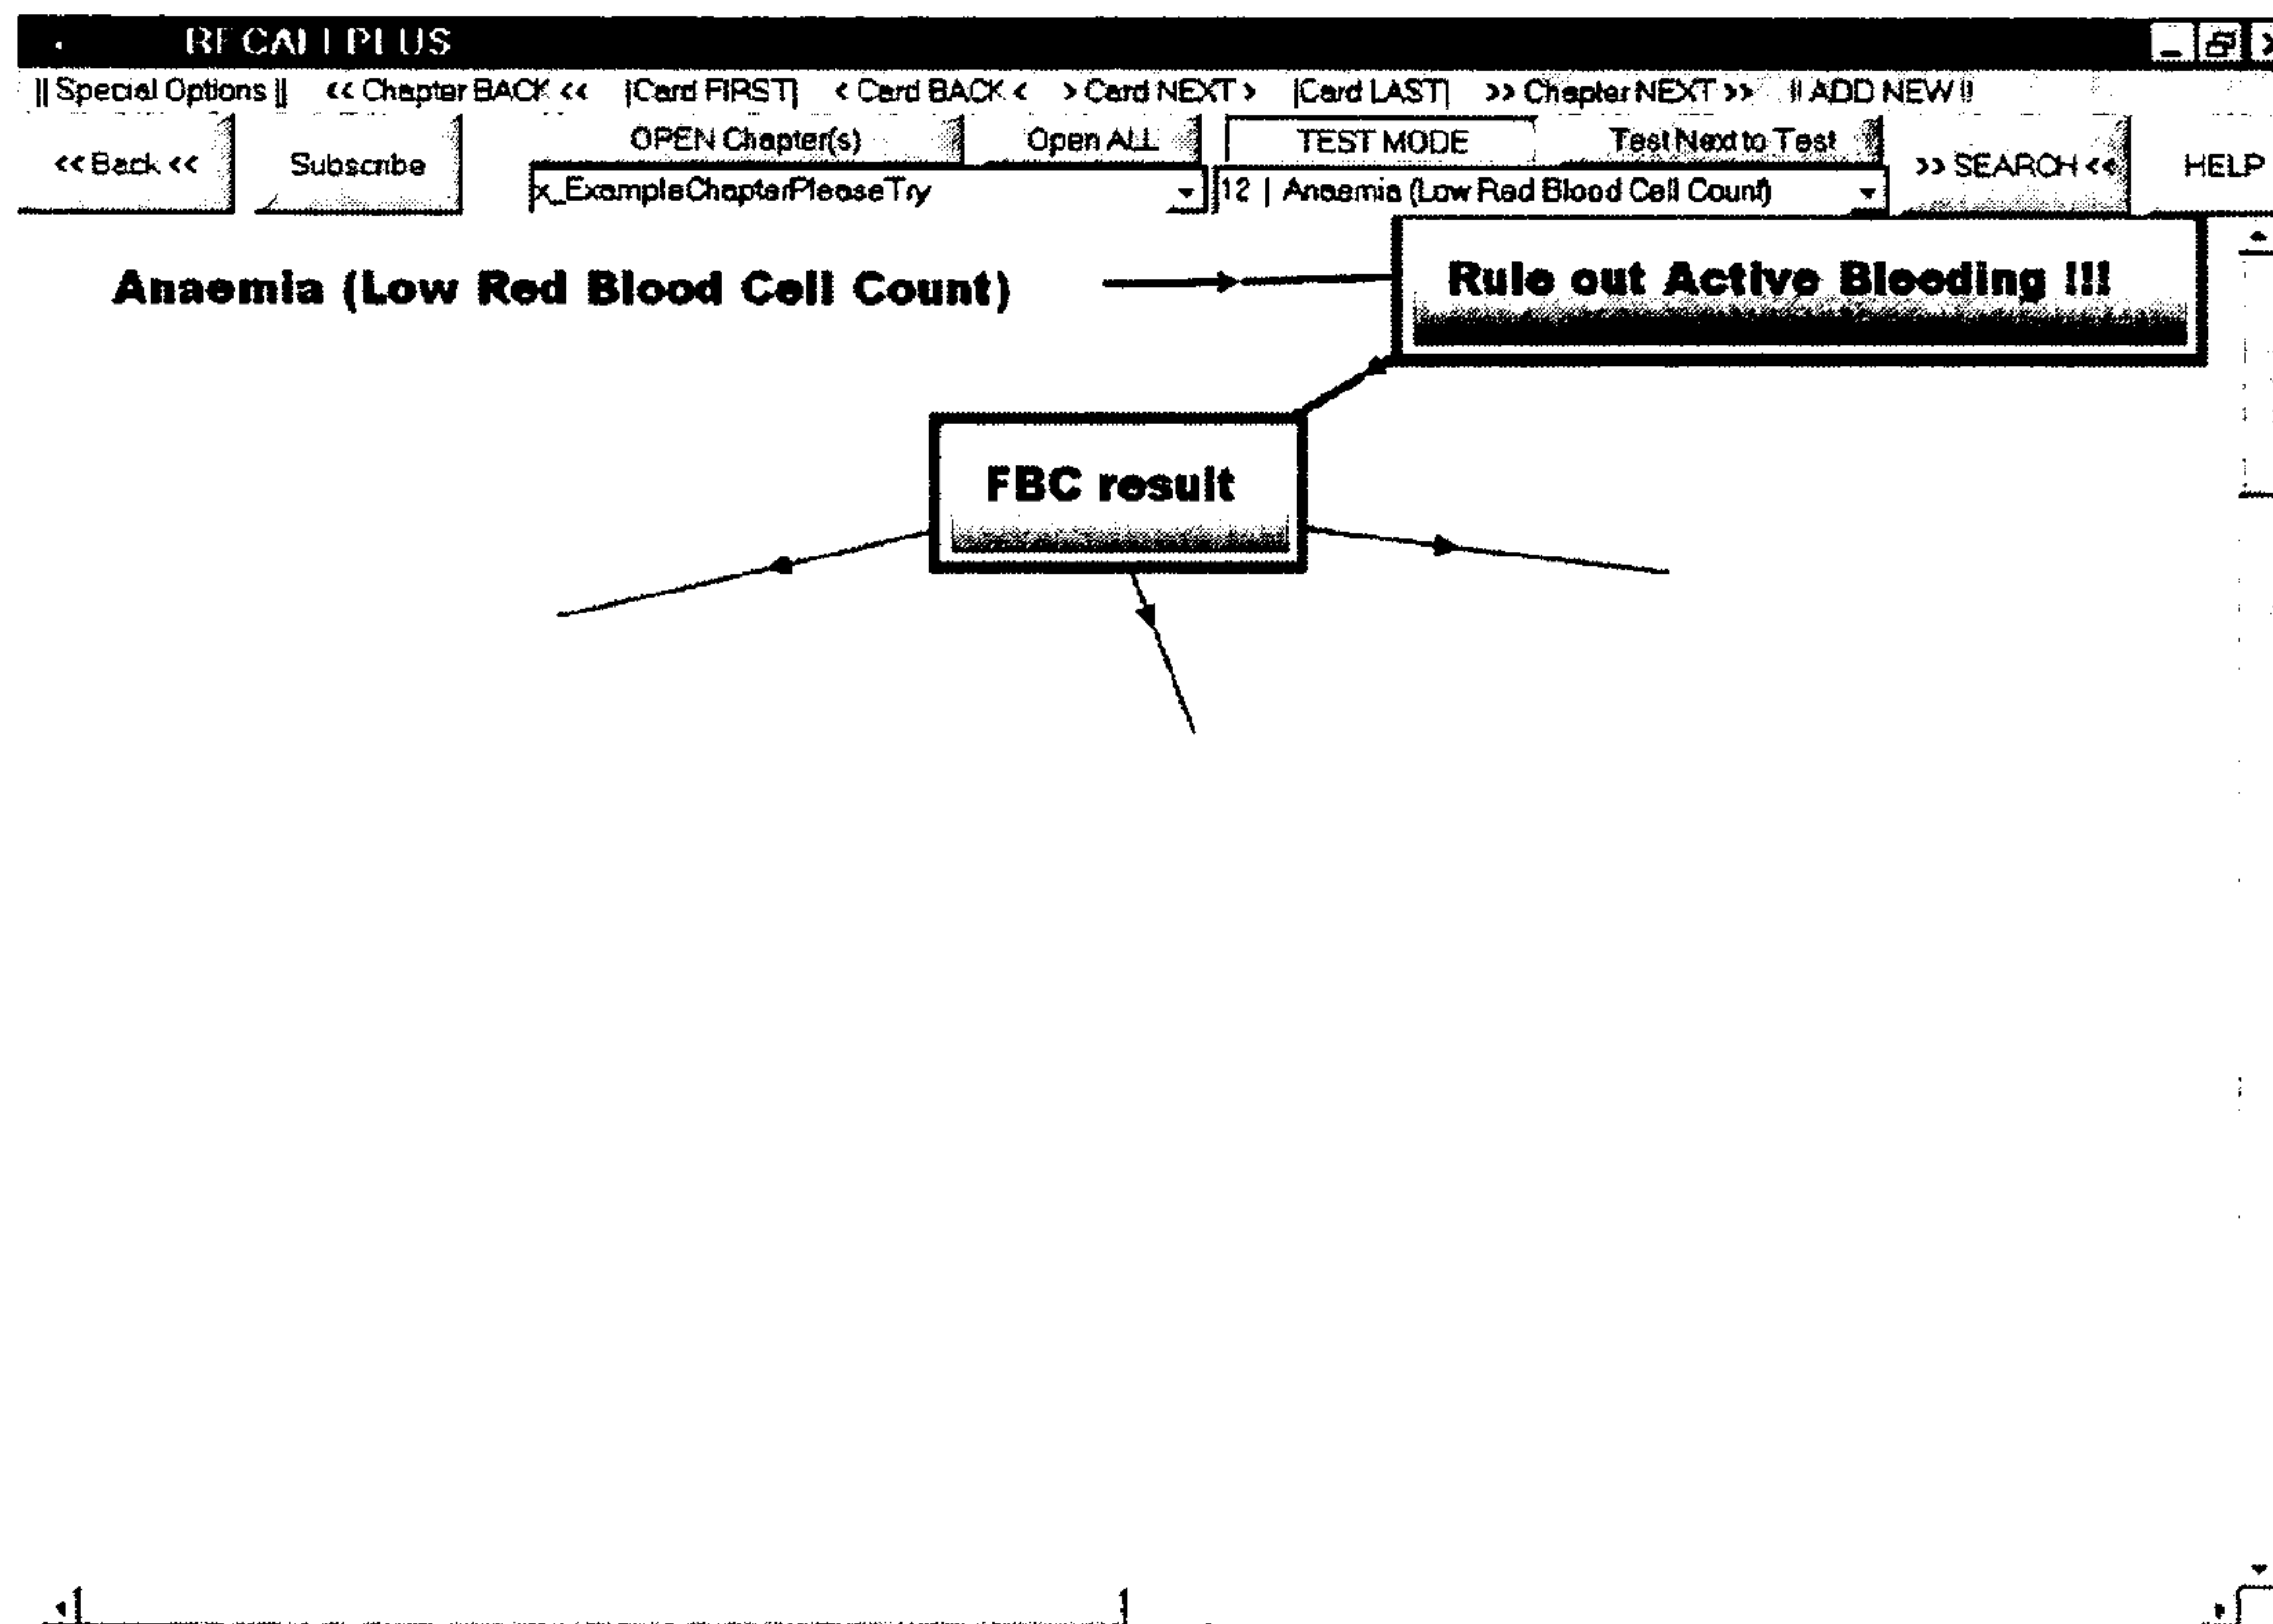 RECALLPLUS
|| Special Options || << Chapter BACK << |Card FIRST| < Card BACK < > Card NEXT > |Card LAST| >> Chapter NEXT >> !! ADD NEW !!
<< Back << Subscribe OPEN Chapter(s) Open ALL TEST MODE Test Next to Test >> SEARCH << HELP
x_ExampleChapterPleaseTry 12 | Anaemia (Low Red Blood Cell Count)
Anaemia (Low Red Blood Cell Count) Rule out Active Bleeding !!!
FBC result